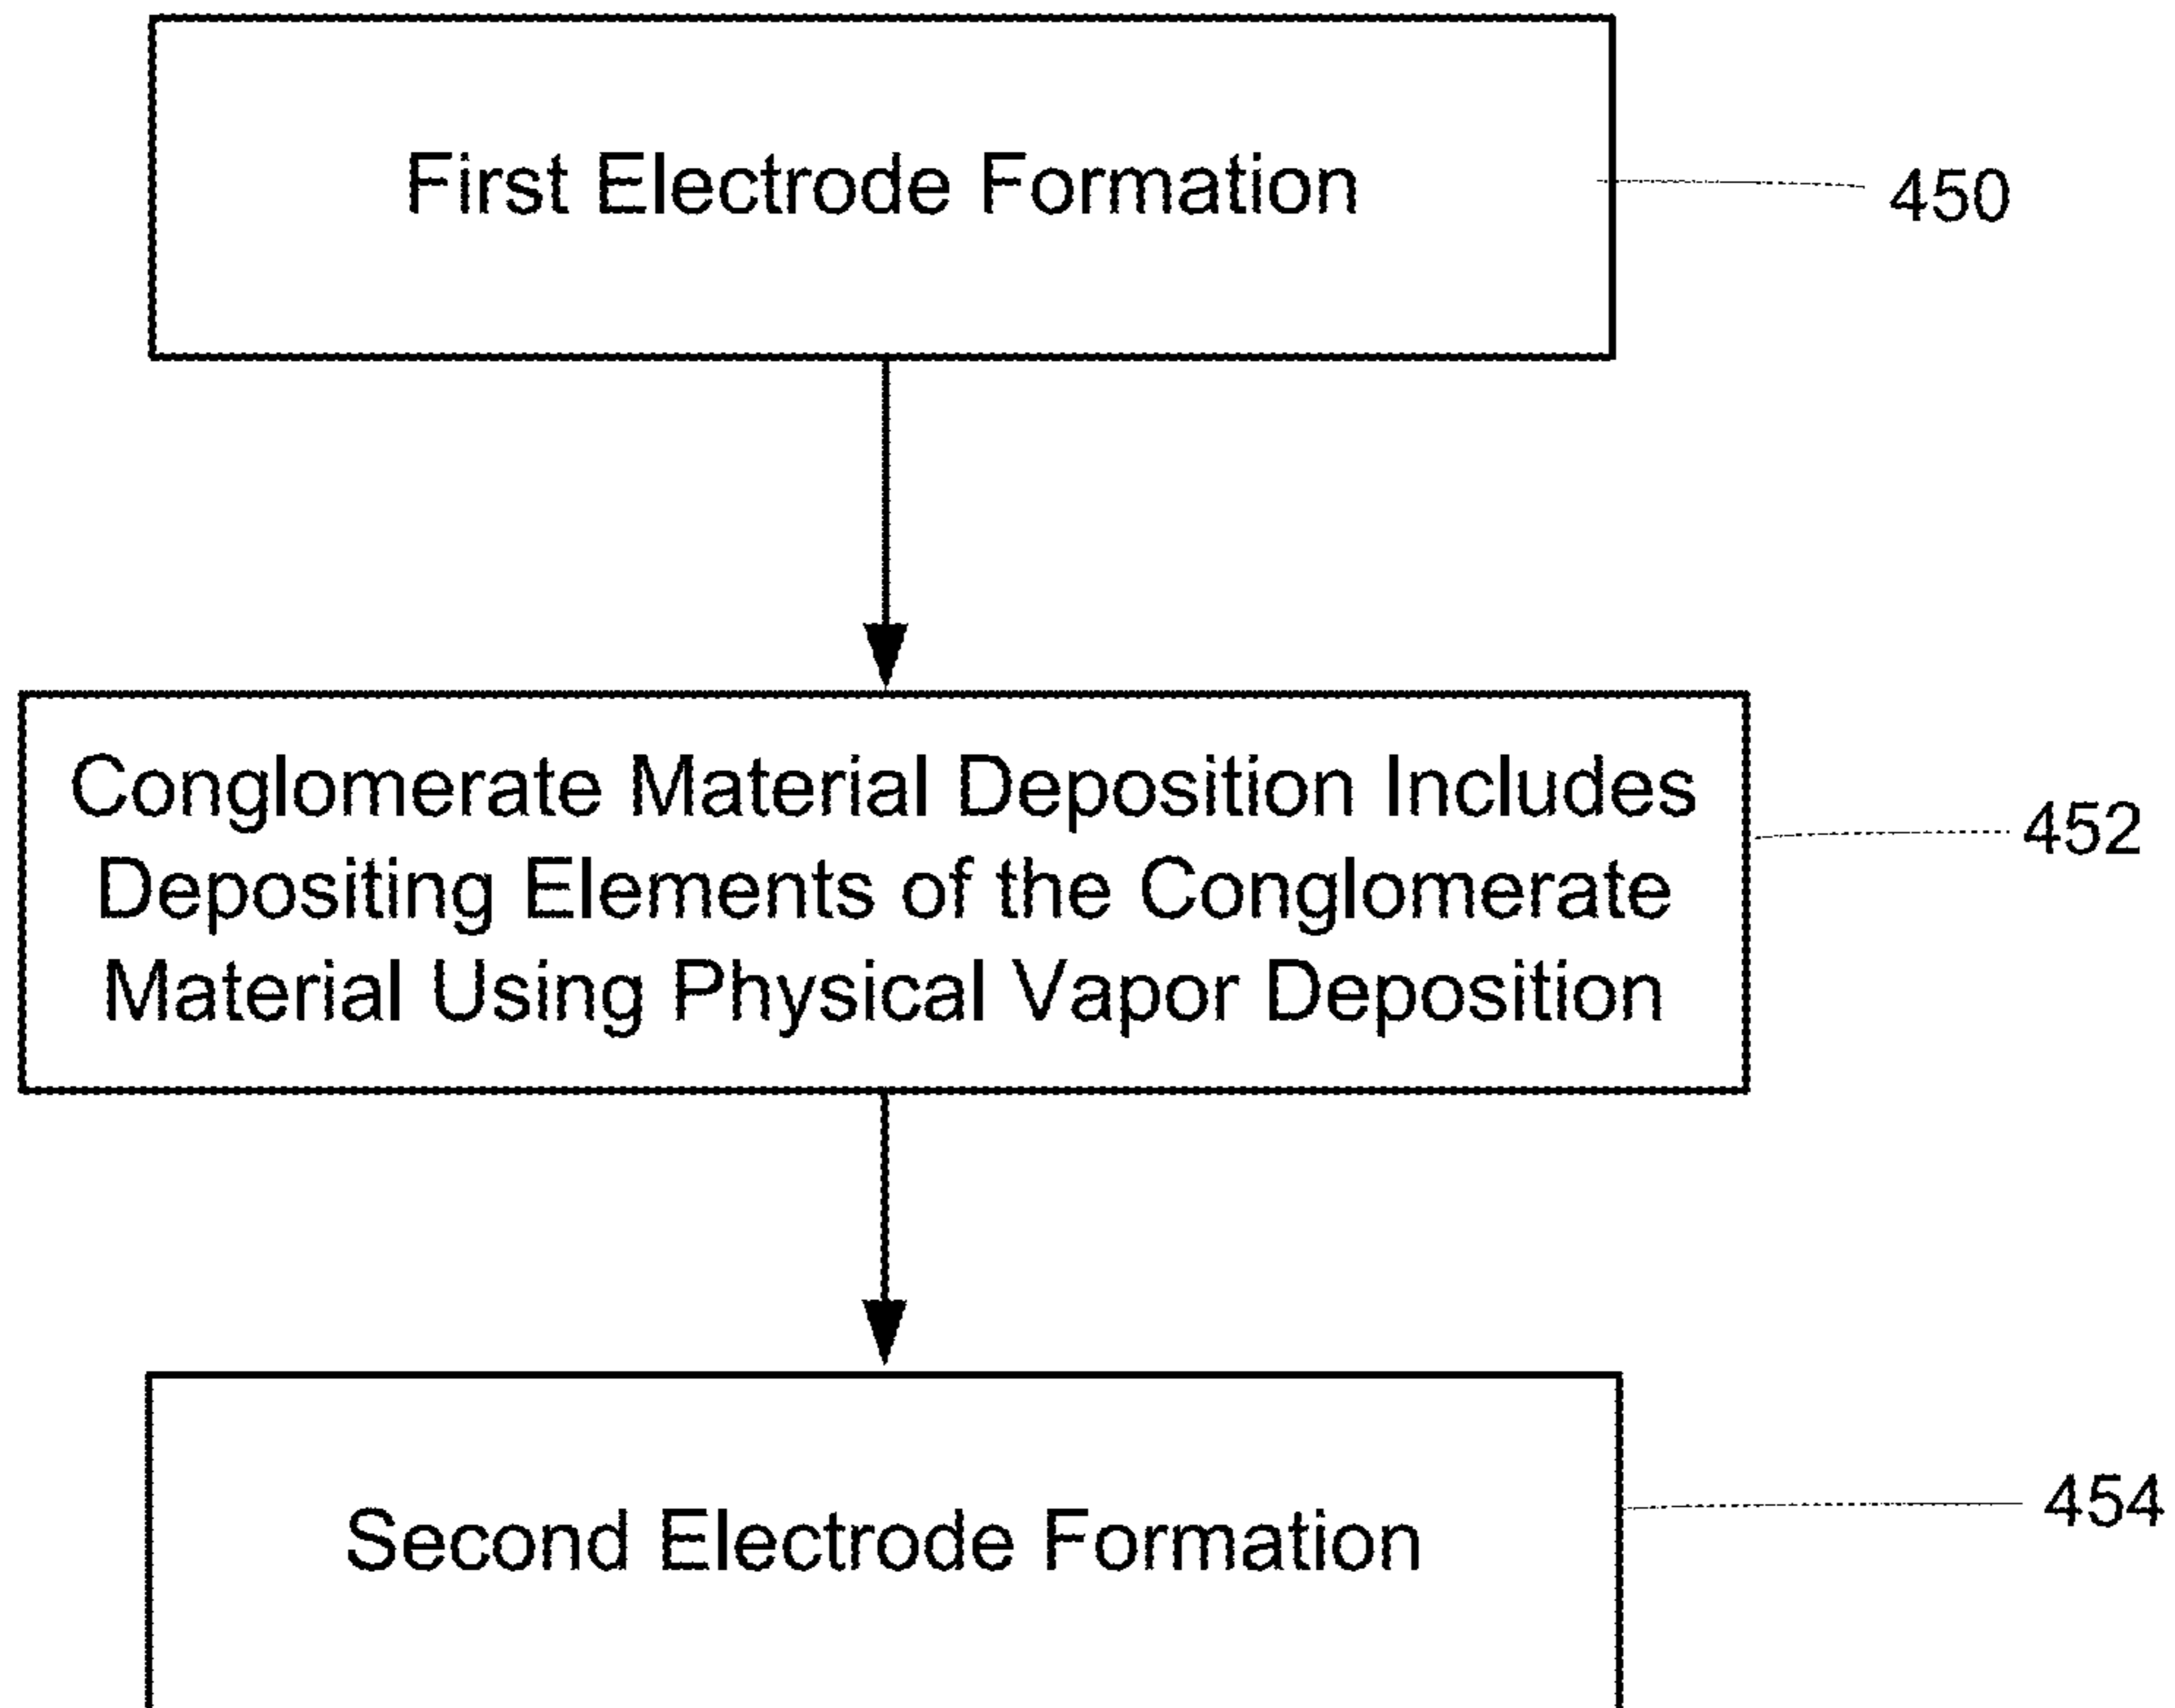 First Electrode Formation
450
Conglomerate Material Deposition Includes
Depositing Elements of the Conglomerate
Material Using Physical Vapor Deposition
452
Second Electrode Formation
454